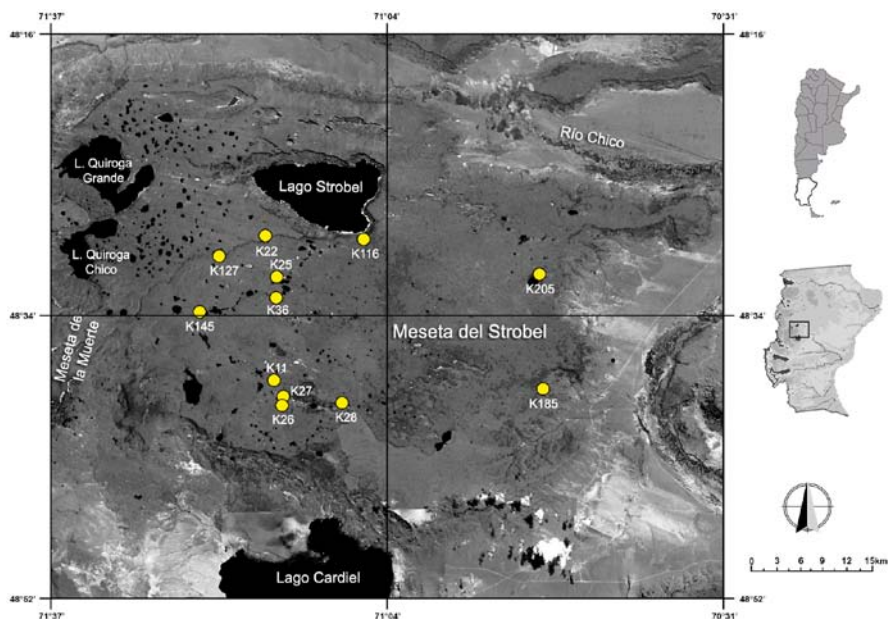 71°37'
71°04'
70°31'
48°16'
48°16'
Río Chico
L. Quiroga
Grande
Lago Strobel
L. Quiroga
Chico
K22
K116
K127
K25
K205
K36
48°34'
48°34'
K145
Meseta del Strobel
Meseta de
la Muerte
K11
K27
K185
K28
K26
Lago Cardiel
0 3 6 9 12 15km
48°52'
48°52'
71°37'
71°04'
70°31'